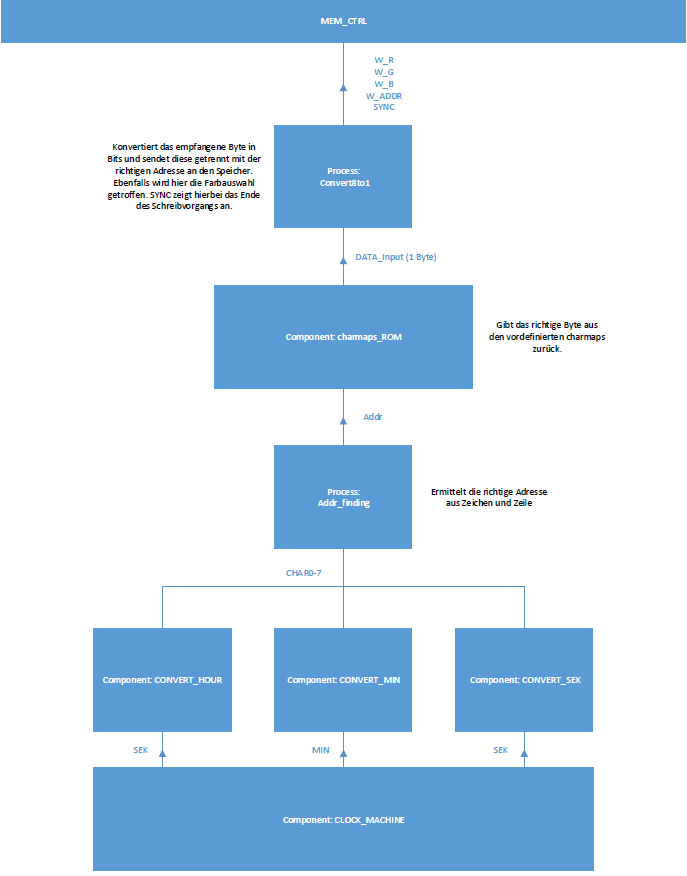 MEM_CTRL
W_R
W_G
W_B
W_ADDR
SYNC
Konvertiert das empfangene Byte in
Bits und sendet diese getrennt mit der
richtigen Adresse an den Speicher.
Ebenfalls wird hier die Farbauswahl
getroffen. SYNC zeigt hierbei das Ende
des Schreibvorgangs an.
Process:
Convert8to1
DATA_Input (1 Byte)
Component: charmaps_ROM
Gibt das richtige Byte aus
den vordefinierten charmaps
zurück.
Addr
Process:
Addr_finding
Ermittelt die richtige Adresse
aus Zeichen und Zeile
CHAR0-7
Component: CONVERT_HOUR
Component: CONVERT_MIN
Component: CONVERT_SEK
SEK
MIN
SEK
Component: CLOCK_MACHINE